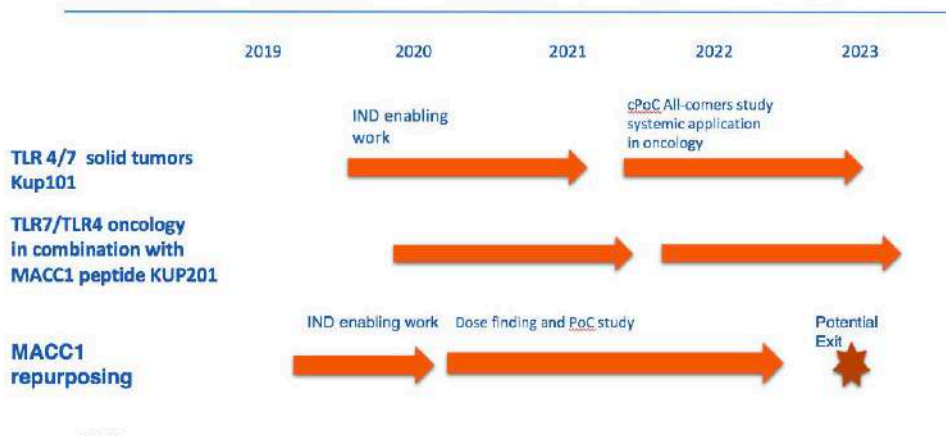 2019 2020 2021 2022 2023
IND enabling
work
cPoC All-comers study
systemic application
in oncology
TLR 4/7 solid tumors
Kup101
TLR7/TLR4 oncology
in combination with
MACC1 peptide KUP201
IND enabling work
Dose finding and PoC study
Potential
Exit
MACC1
repurposing